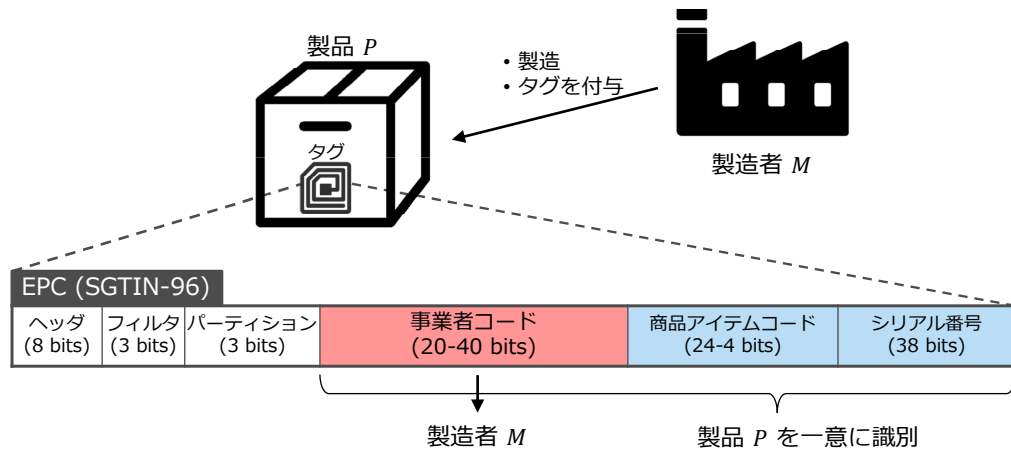 製品 P
• 製造
• タグを付与
タグ
製造者 M
EPC (SGTIN-96)
ヘッダ
(8 bits)
フィルタ
(3 bits)
パーティション
(3 bits)
事業者コード
(20-40 bits)
商品アイテムコード
(24-4 bits)
シリアル番号
(38 bits)
製造者 M
製品 P を一意に識別